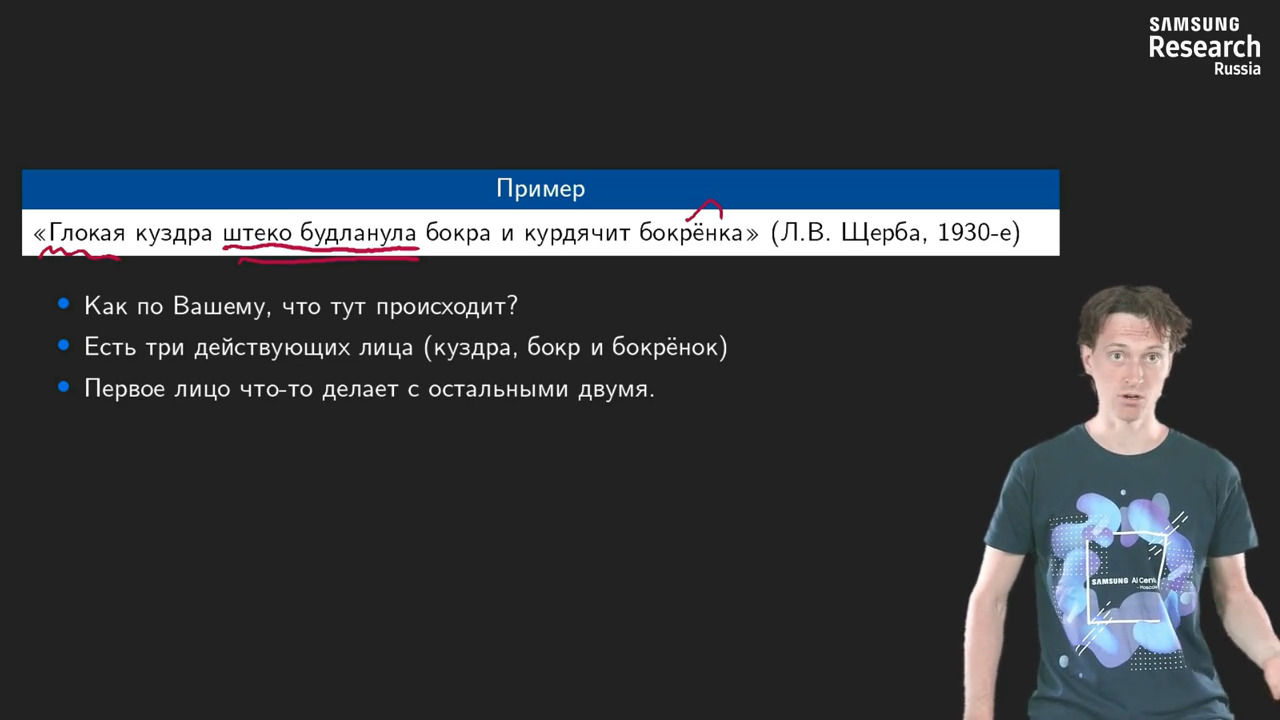 SAMSUNG
Research
Russia
Пример
«Глокая куздра штеко будланула бокра и курдячит бокрёнка» (Л.В. Щерба, 1930-е)
Как по Вашему, что тут происходит?
Есть три действующих лица (куздра, бокр и бокрёнок)
Первое лицо что-то делает с остальными двумя.
SAMSUNG AI Cent
- Moscow